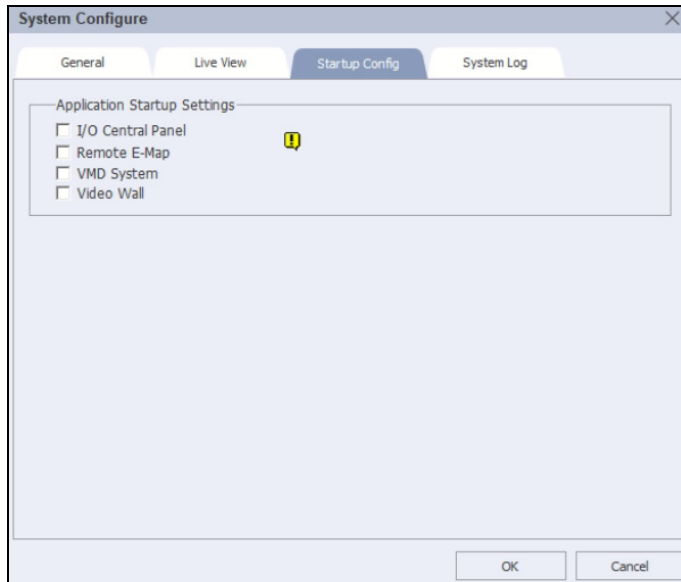 System Configure
General
Live View
Startup Config
System Log
Application Startup Settings
I/O Central Panel
Remote E-Map
VMD System
Video Wall
OK
Cancel